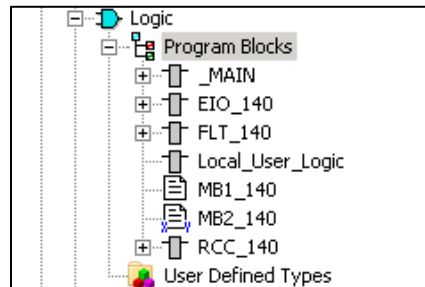 Logic
Program Blocks
_MAIN
EIO_140
FLT_140
Local_User_Logic
MB1_140
MB2_140
RCC_140
User Defined Types